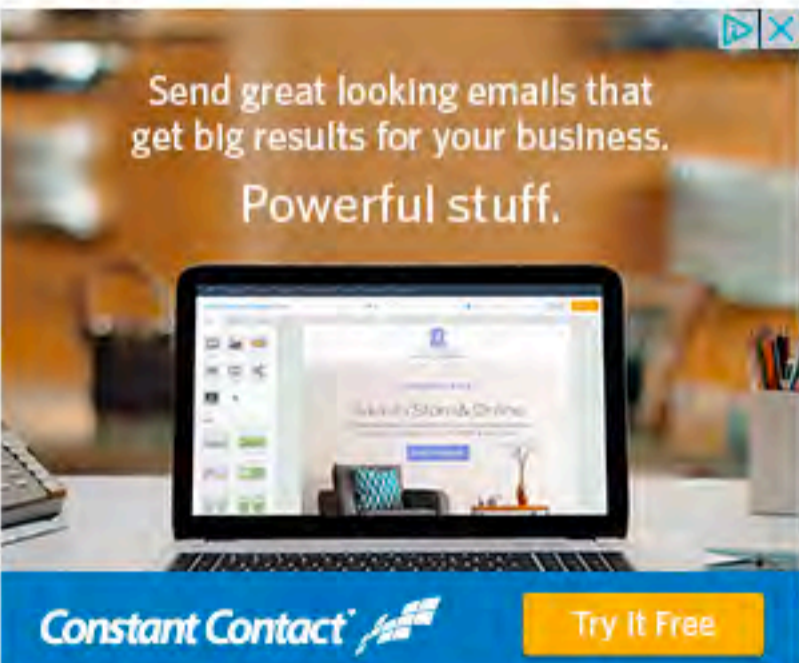 Send great looking emails that
get big results for your business.
Powerful stuff.
Constant Contact
Try It Free